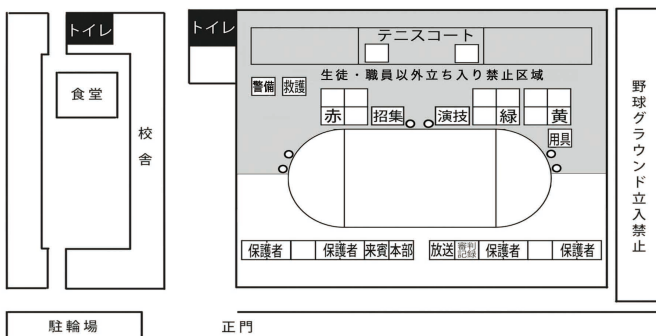 トイレ
トイレ
テニスコート
生徒・職員以外立ち入り禁止区域
警備
救護
食堂
校舎
赤
招集
演技
緑
黄
用具
野球グラウンド立入禁止
保護者
保護者
来賓
本部
放送
審判
記録
保護者
保護者
駐輪場
正門